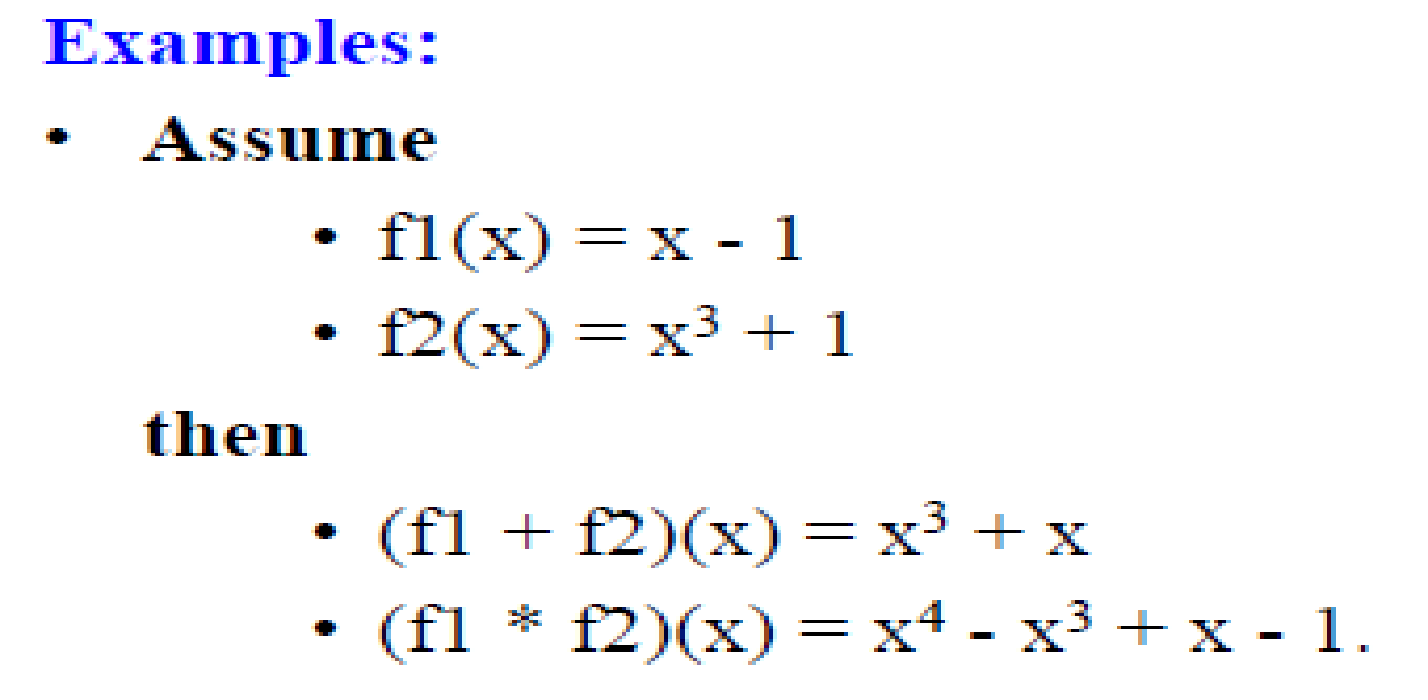 Examples:
• Assume
• f1(x) = x - 1
• f2(x) = x³ + 1
then
• (f1 + f2)(x) = x³ + x
• (f1 * f2)(x) = x⁴ - x³ + x - 1.